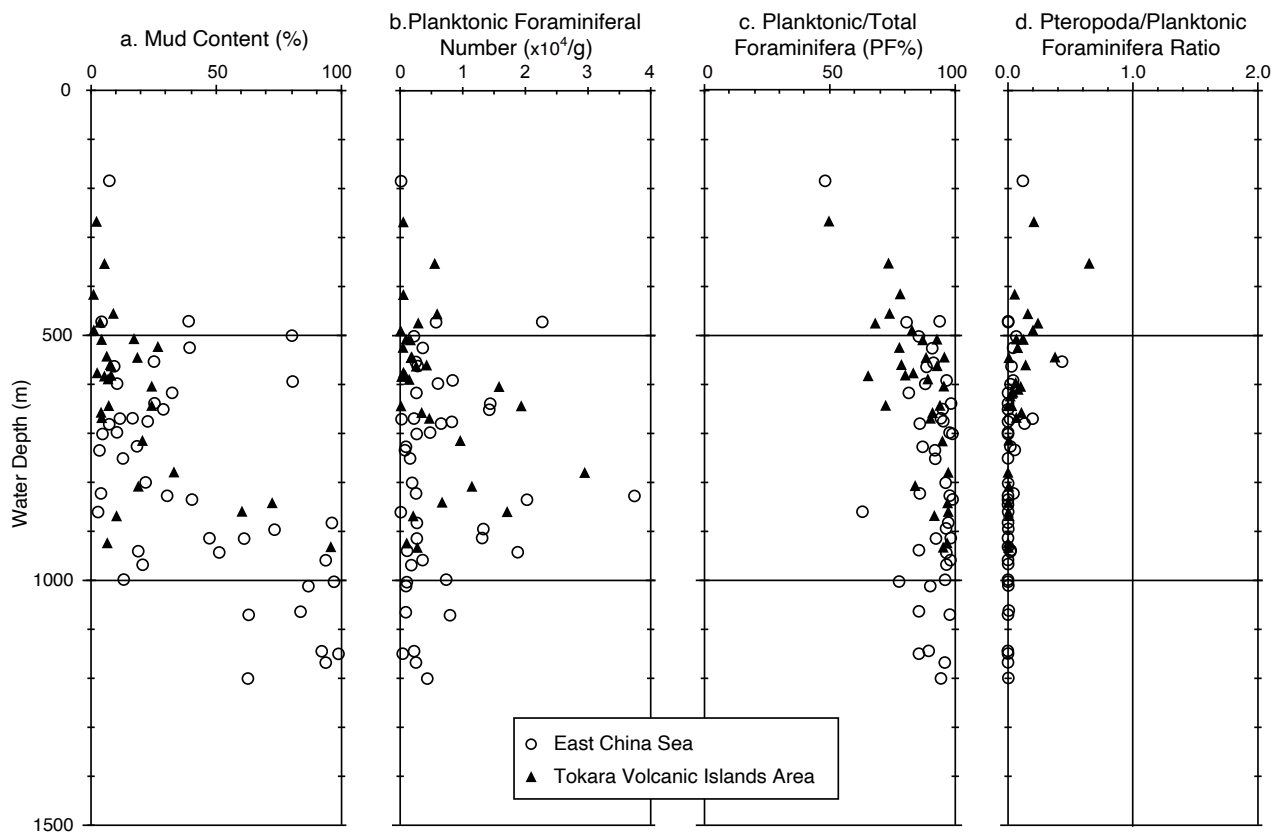 a. Mud Content (%)
0 50 100
b.Planktonic Foraminiferal
Number (x10⁴/g)
0 1 2 3 4
c. Planktonic/Total
Foraminifera (PF%)
0 50 100
d. Pteropoda/Planktonic
Foraminifera Ratio
0.0 1.0 2.0
Water Depth (m)
0
500
1000
1500
East China Sea
Tokara Volcanic Islands Area